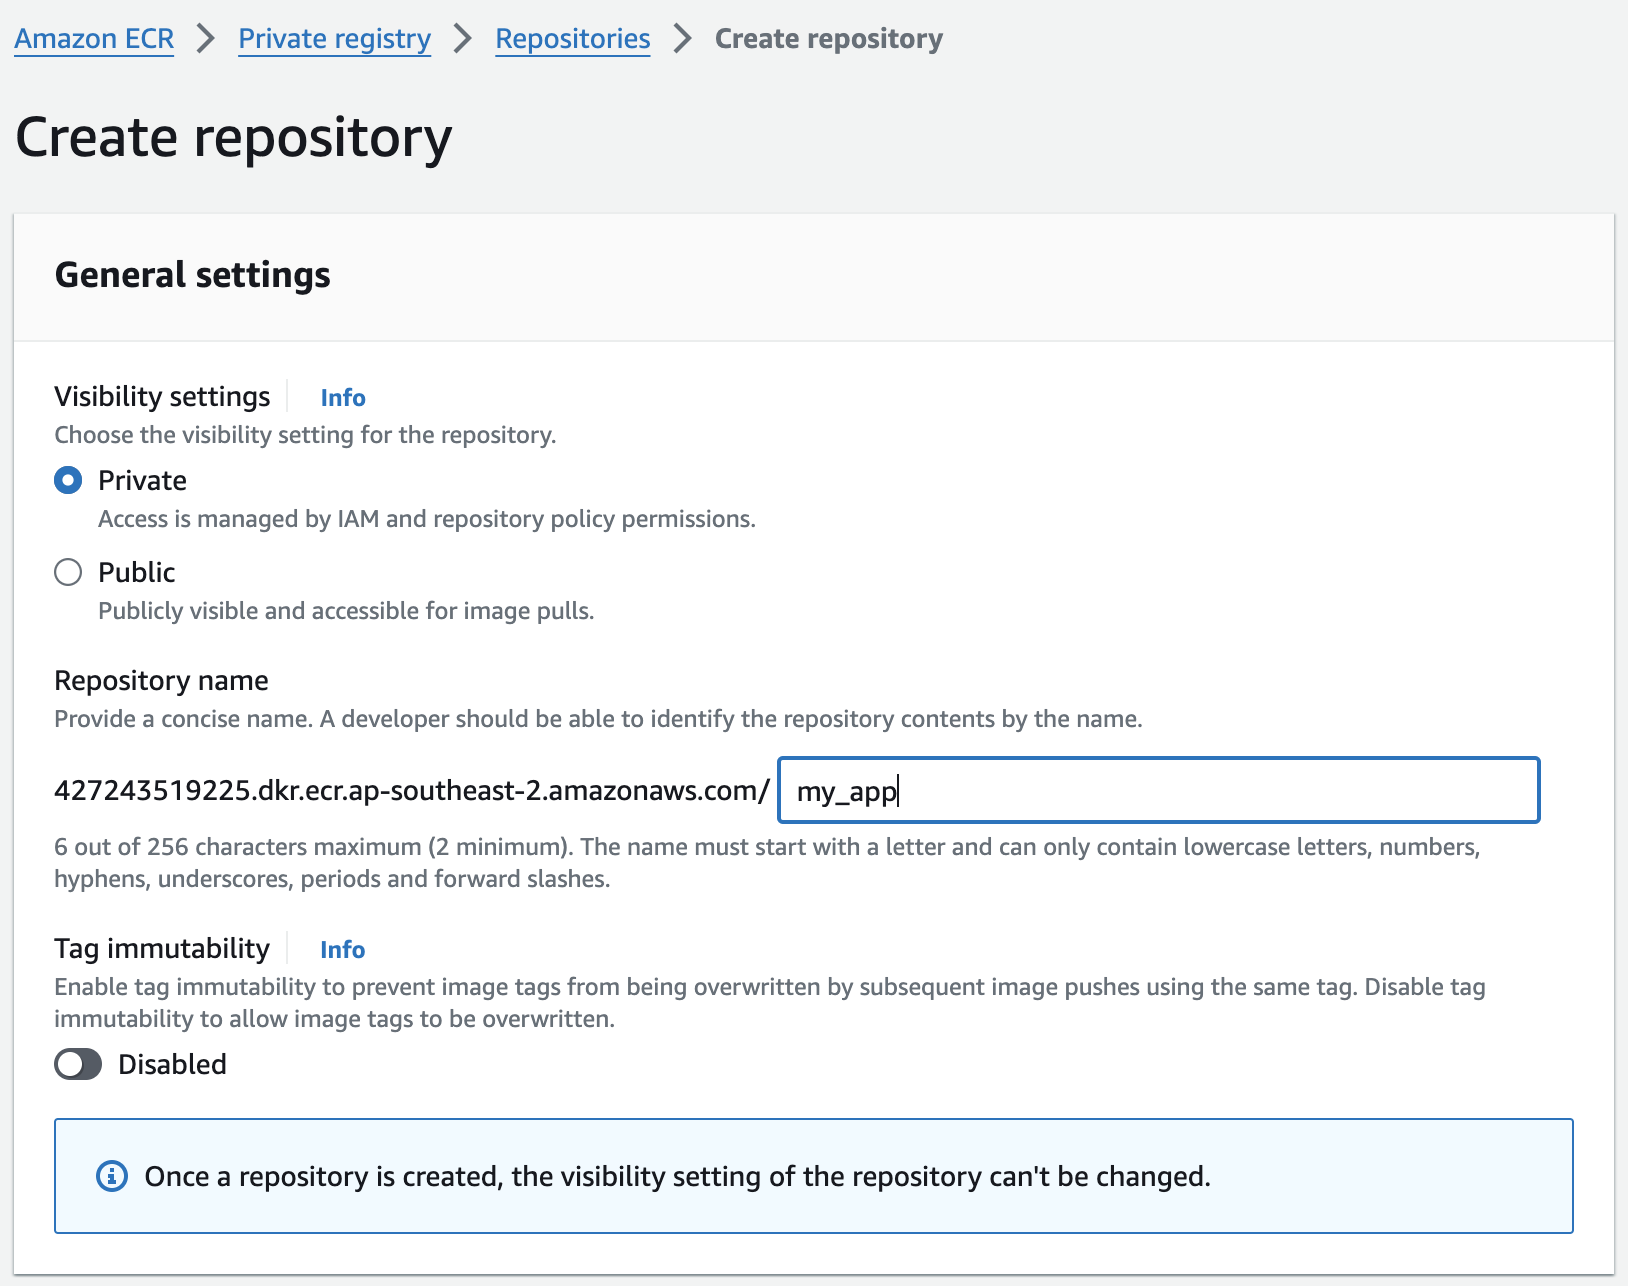 Amazon ECR > Private registry > Repositories > Create repository
Create repository
General settings
Visibility settings Info
Choose the visibility setting for the repository.
Private
Access is managed by IAM and repository policy permissions.
Public
Publicly visible and accessible for image pulls.
Repository name
Provide a concise name. A developer should be able to identify the repository contents by the name.
427243519225.dkr.ecr.ap-southeast-2.amazonaws.com/ my_app
6 out of 256 characters maximum (2 minimum). The name must start with a letter and can only contain lowercase letters, numbers,
hyphens, underscores, periods and forward slashes.
Tag immutability Info
Enable tag immutability to prevent image tags from being overwritten by subsequent image pushes using the same tag. Disable tag
immutability to allow image tags to be overwritten.
Disabled
Once a repository is created, the visibility setting of the repository can't be changed.